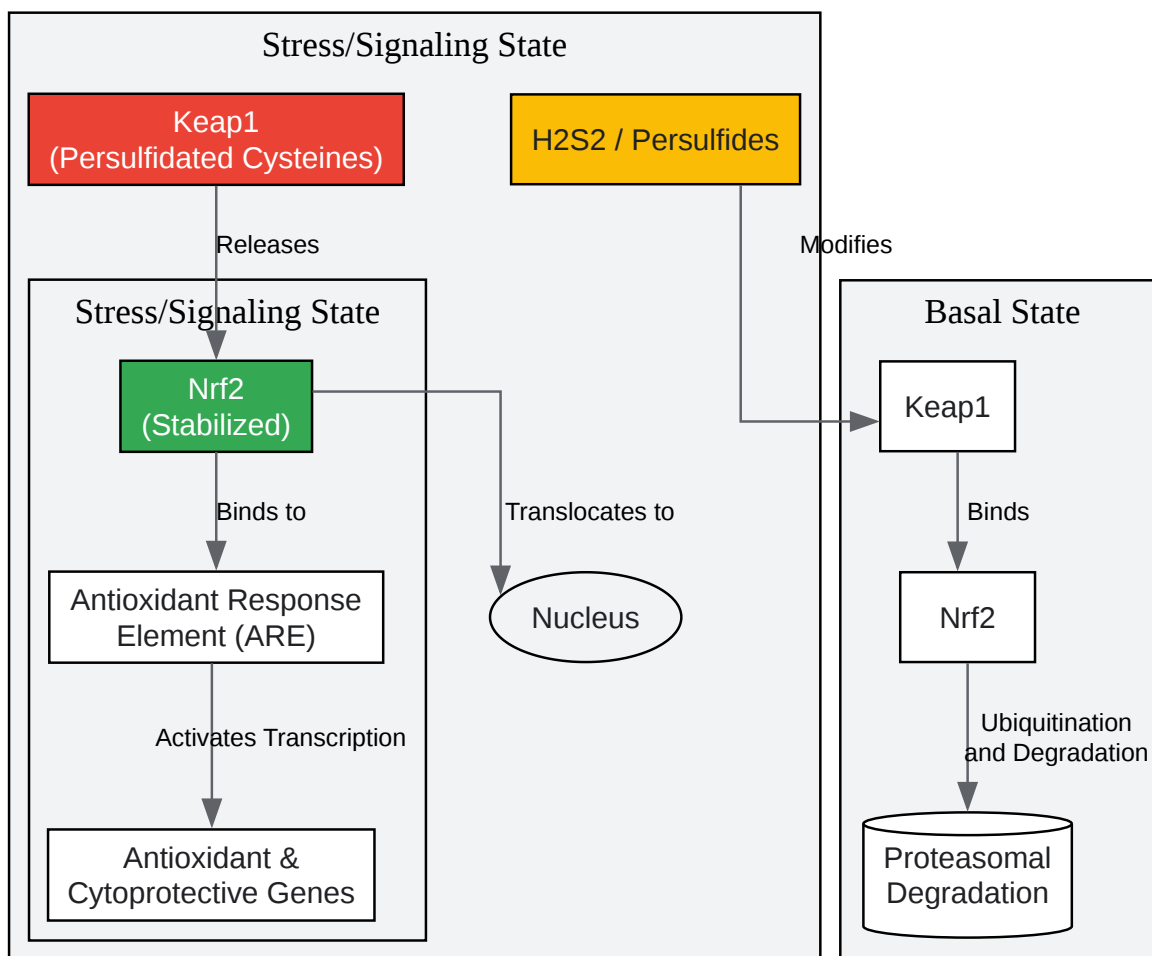 Stress/Signaling State
Keap1
(Persulfidated Cysteines)
H2S2 / Persulfides
Releases
Modifies
Stress/Signaling State
Basal State
Nrf2
(Stabilized)
Keap1
Binds to
Translocates to
Binds
Antioxidant Response
Element (ARE)
Nucleus
Nrf2
Activates Transcription
Ubiquitination
and Degradation
Antioxidant &
Cytoprotective Genes
Proteasomal
Degradation